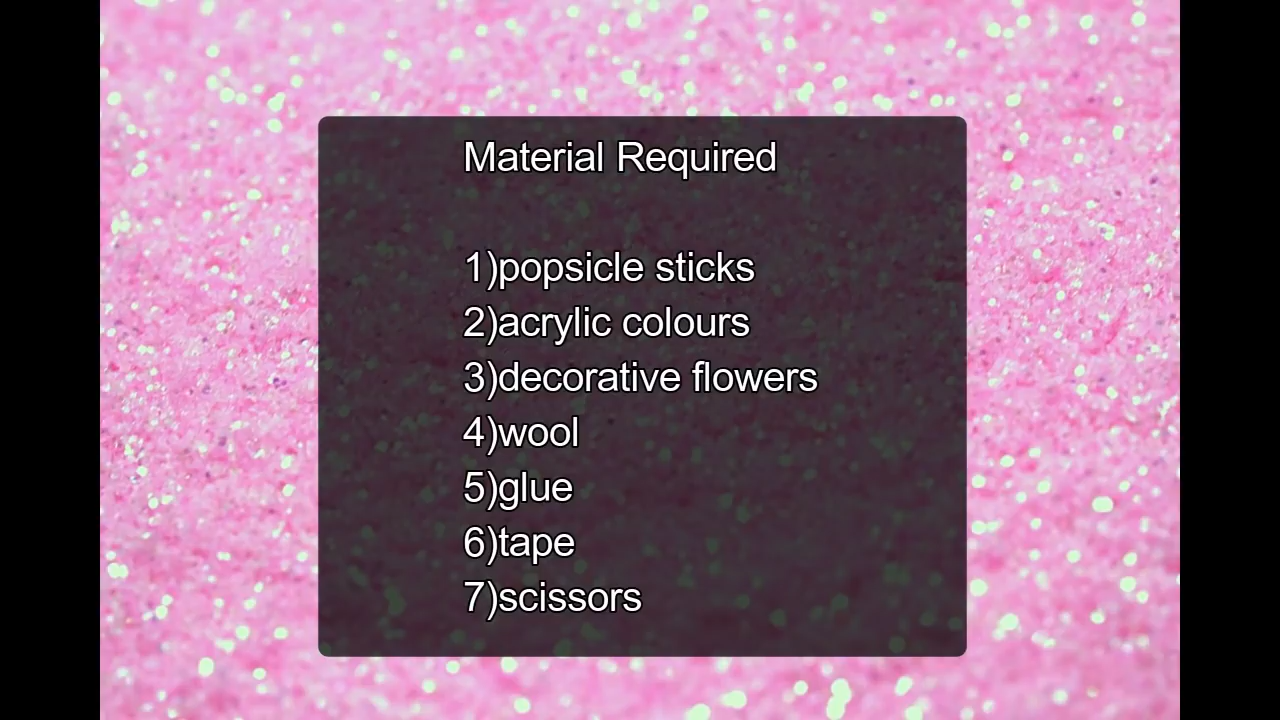 Material Required
1)popsicle sticks
2)acrylic colours
3)decorative flowers
4)wool
5)glue
6)tape
7)scissors